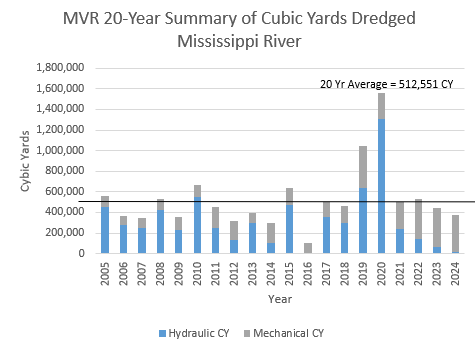 MVR 20-Year Summary of Cubic Yards Dredged
Mississippi River
1,800,000
1,600,000
1,400,000
1,200,000
1,000,000
800,000
600,000
400,000
200,000
0
Cybic Yards
20 Yr Average = 512,551 CY
2005 2006 2007 2008 2009 2010 2011 2012 2013 2014 2015 2016 2017 2018 2019 2020 2021 2022 2023 2024
Year
Hydraulic CY Mechanical CY